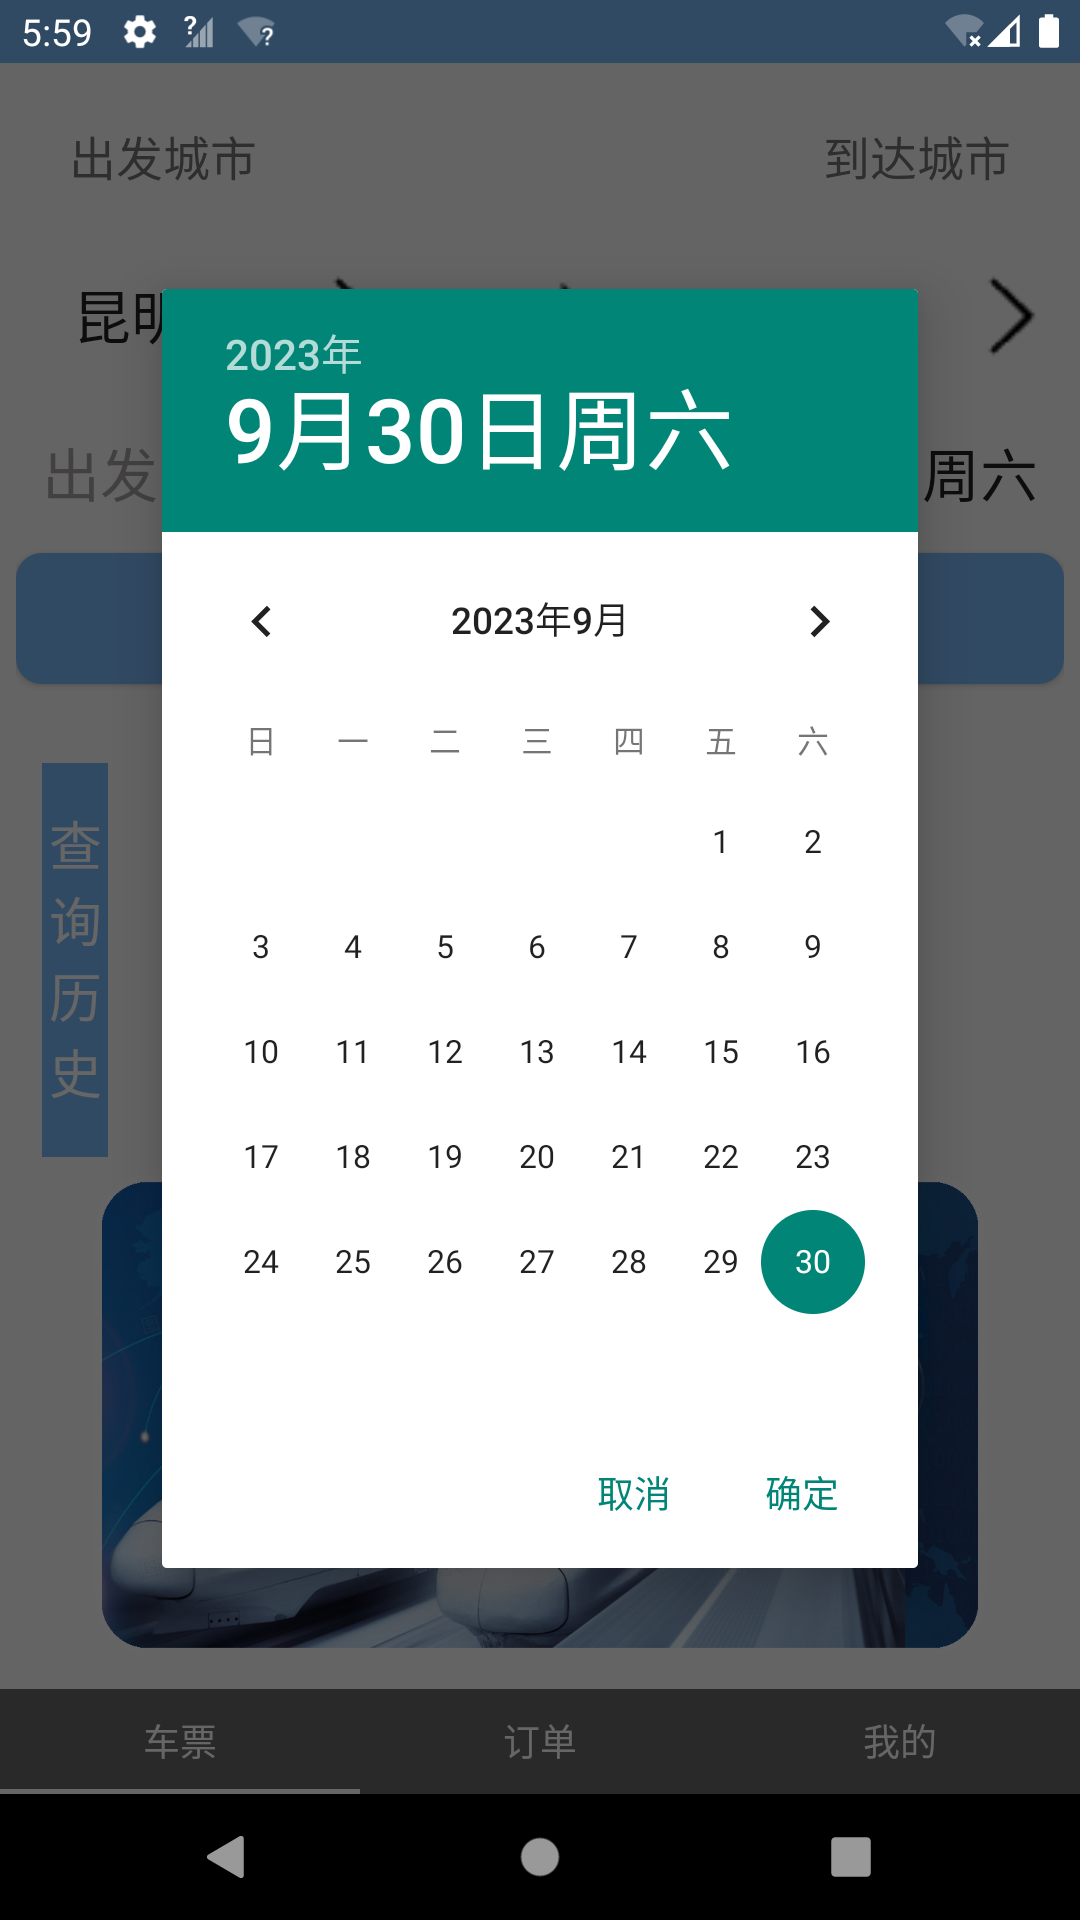 5:59
出发城市 到达城市
昆明
2023年
9月30日周六
出发 周六
2023年9月
日 一 二 三 四 五 六
1 2
3 4 5 6 7 8 9
10 11 12 13 14 15 16
17 18 19 20 21 22 23
24 25 26 27 28 29 30
查
询
历
史
取消 确定
车票 订单 我的